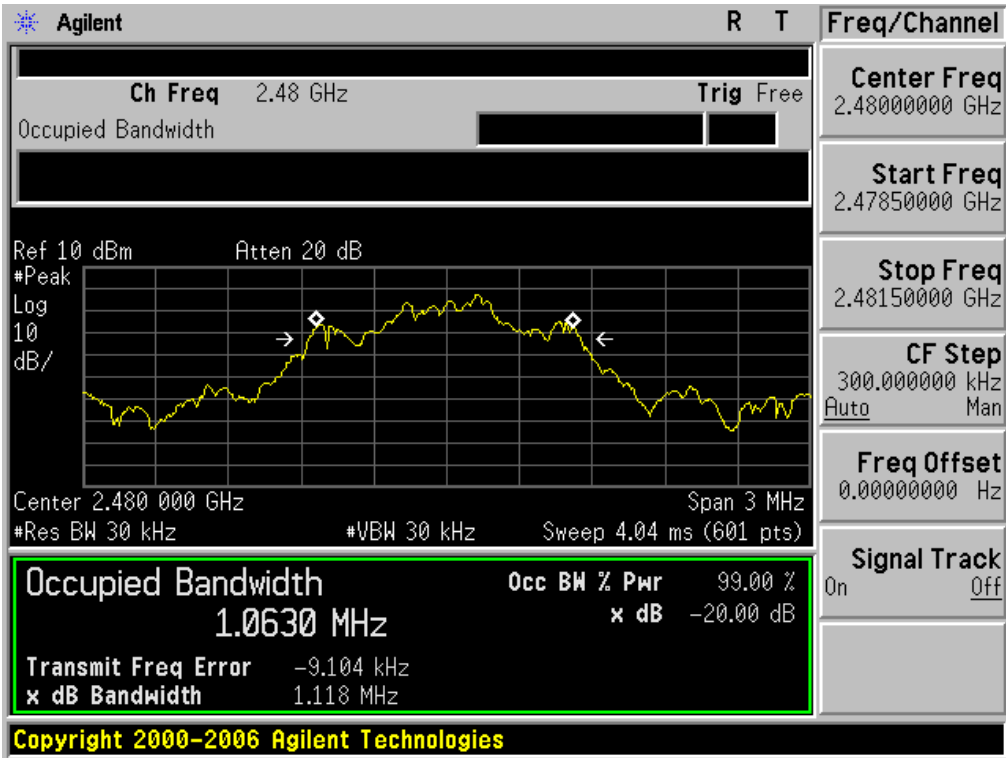 Agilent R T Freq/Channel
Ch Freq 2.48 GHz Trig Free
Occupied Bandwidth
Center Freq
2.48000000 GHz
Start Freq
2.47850000 GHz
Stop Freq
2.48150000 GHz
CF Step
300.000000 kHz
Auto Man
Freq Offset
0.00000000 Hz
Signal Track
On Off
Ref 10 dBm Atten 20 dB
#Peak
Log
10
dB/
Center 2.480 000 GHz Span 3 MHz
#Res BW 30 kHz #VBW 30 kHz Sweep 4.04 ms (601 pts)
Occupied Bandwidth Occ BW % Pwr 99.00 %
1.0630 MHz x dB -20.00 dB
Transmit Freq Error -9.104 kHz
x dB Bandwidth 1.118 MHz
Copyright 2000-2006 Agilent Technologies